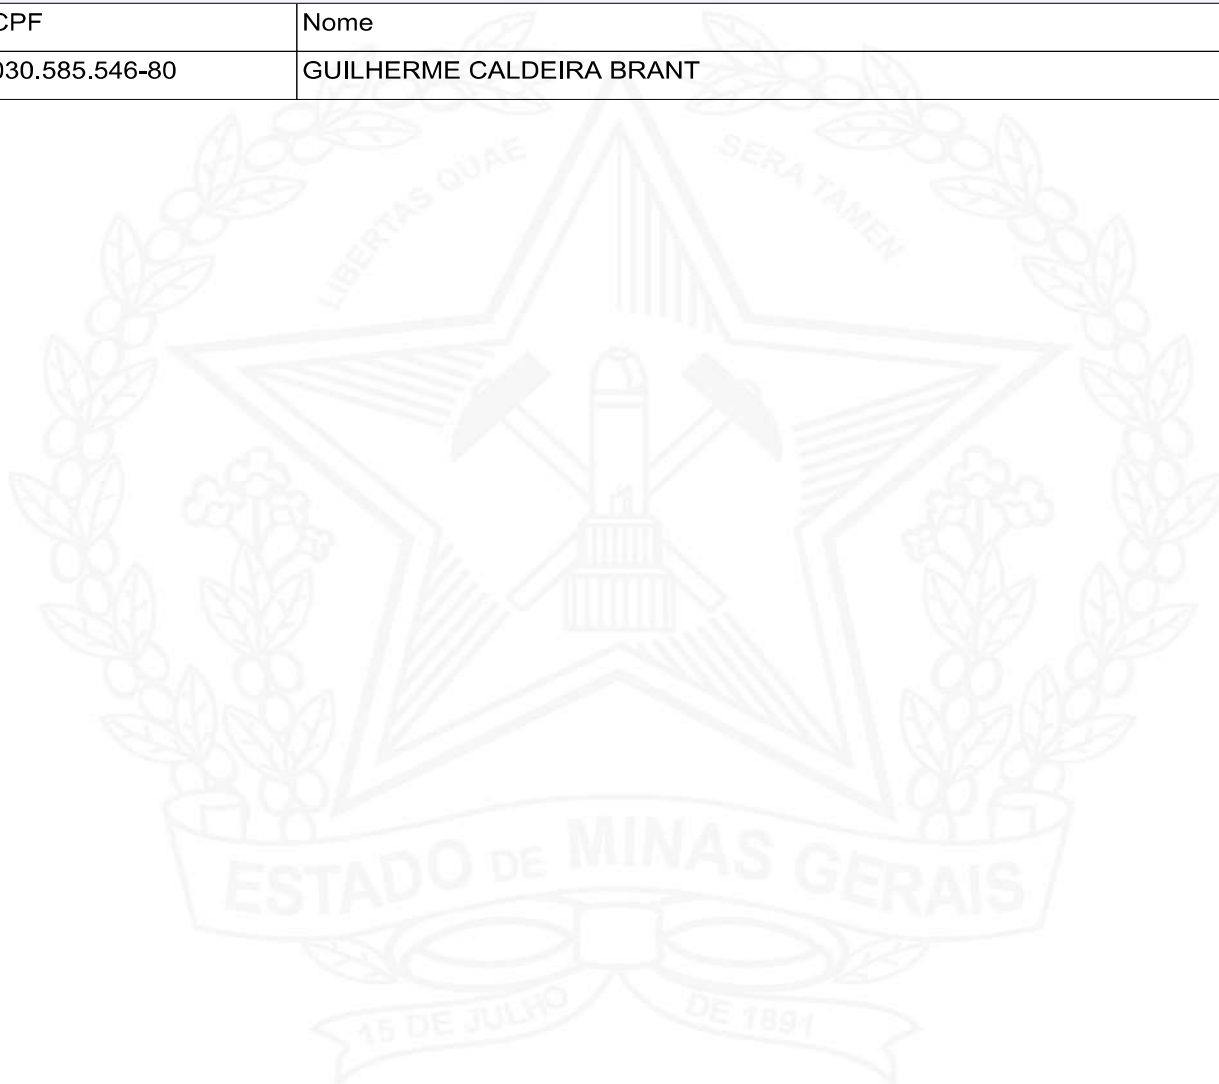 CPF Nome
030.585.546-80 GUILHERME CALDEIRA BRANT
LIBERTAS QUAE SERA TAMEN
ESTADO DE MINAS GERAIS
15 DE JULHO DE 1891